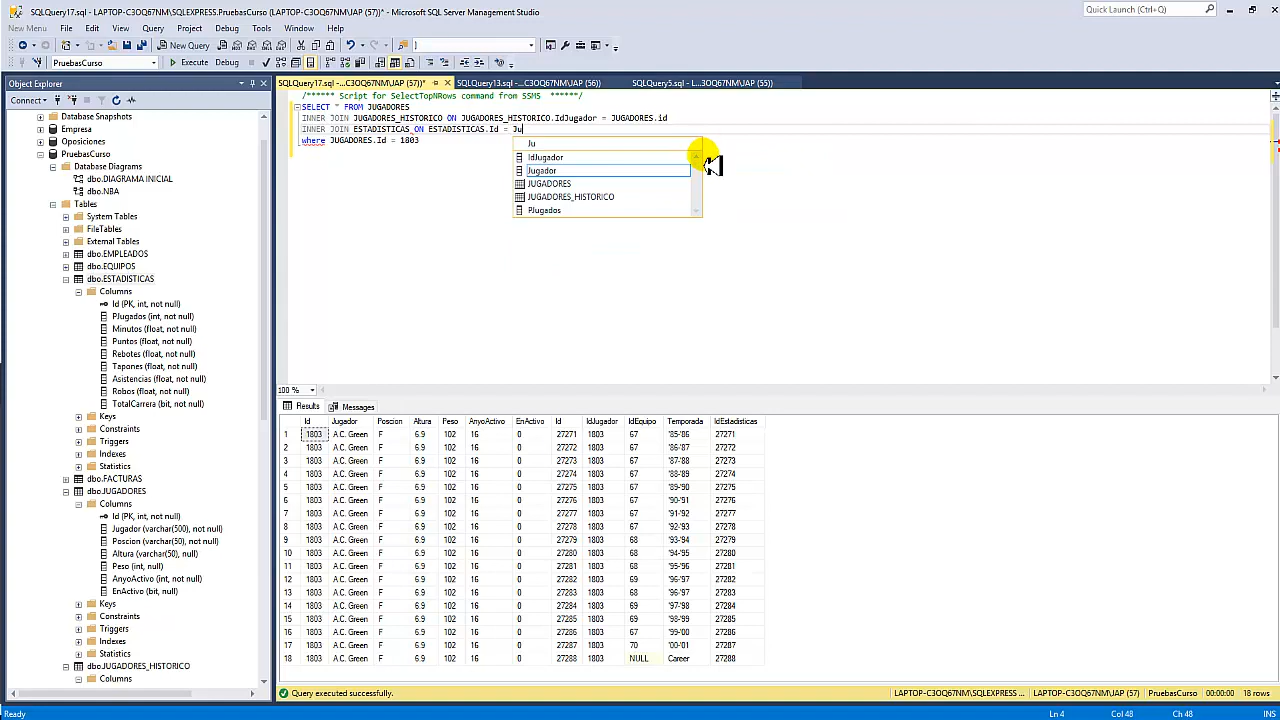 SQLQuery17.sql - LAPTOP-C3OQ67NM\SQLEXPRESS.PruebasCurso (LAPTOP-C3OQ67NM\JAP (57))* - Microsoft SQL Server Management Studio
Quick Launch (Ctrl+Q)
New Menu File Edit View Query Project Debug Tools Window Help
New Query ]
PruebasCurso Execute Debug
Object Explorer
SQLQuery17.sql -...C3OQ67NM\JAP (57))* SQLQuery13.sql -...C3OQ67NM\JAP (56)) SQLQuery5.sql - L...C3OQ67NM\JAP (55))
Connect
Database Snapshots
Empresa
Oposiciones
PruebasCurso
Database Diagrams
dbo.DIAGRAMA INICIAL
dbo.NBA
Tables
System Tables
FileTables
External Tables
dbo.EMPLEADOS
dbo.EQUIPOS
dbo.ESTADISTICAS
Columns
Id (PK, int, not null)
PJugados (int, not null)
Minutos (float, not null)
Puntos (float, not null)
Rebotes (float, not null)
Tapones (float, not null)
Asistencias (float, not null)
Robos (float, not null)
TotalCarrera (bit, not null)
Keys
Constraints
Triggers
Indexes
Statistics
dbo.FACTURAS
dbo.JUGADORES
Columns
Id (PK, int, not null)
Jugador (varchar(500), not null)
Poscion (varchar(50), not null)
Altura (varchar(50), not null)
Peso (int, not null)
AnyoActivo (int, not null)
EnActivo (bit, null)
Keys
Constraints
Triggers
Indexes
Statistics
dbo.JUGADORES_HISTORICO
Columns
/****** Script for SelectTopNRows command from SSMS ******/
SELECT * FROM JUGADORES
INNER JOIN JUGADORES_HISTORICO ON JUGADORES_HISTORICO.IdJugador = JUGADORES.id
INNER JOIN ESTADISTICAS ON ESTADISTICAS.Id = Ju
where JUGADORES.Id = 1803
Ju
IdJugador
Jugador
JUGADORES
JUGADORES_HISTORICO
PJugados
100 %
Results Messages
Id Jugador Poscion Altura Peso AnyoActivo EnActivo Id IdJugador IdEquipo Temporada IdEstadisticas
1 1803 A.C. Green F 6.9 102 16 0 27271 1803 67 '85-'86 27271
2 1803 A.C. Green F 6.9 102 16 0 27272 1803 67 '86-'87 27272
3 1803 A.C. Green F 6.9 102 16 0 27273 1803 67 '87-'88 27273
4 1803 A.C. Green F 6.9 102 16 0 27274 1803 67 '88-'89 27274
5 1803 A.C. Green F 6.9 102 16 0 27275 1803 67 '89-'90 27275
6 1803 A.C. Green F 6.9 102 16 0 27276 1803 67 '90-'91 27276
7 1803 A.C. Green F 6.9 102 16 0 27277 1803 67 '91-'92 27277
8 1803 A.C. Green F 6.9 102 16 0 27278 1803 67 '92-'93 27278
9 1803 A.C. Green F 6.9 102 16 0 27279 1803 68 '93-'94 27279
10 1803 A.C. Green F 6.9 102 16 0 27280 1803 68 '94-'95 27280
11 1803 A.C. Green F 6.9 102 16 0 27281 1803 68 '95-'96 27281
12 1803 A.C. Green F 6.9 102 16 0 27282 1803 69 '96-'97 27282
13 1803 A.C. Green F 6.9 102 16 0 27283 1803 68 '96-'97 27283
14 1803 A.C. Green F 6.9 102 16 0 27284 1803 69 '97-'98 27284
15 1803 A.C. Green F 6.9 102 16 0 27285 1803 69 '98-'99 27285
16 1803 A.C. Green F 6.9 102 16 0 27286 1803 67 '99-'00 27286
17 1803 A.C. Green F 6.9 102 16 0 27287 1803 70 '00-'01 27287
18 1803 A.C. Green F 6.9 102 16 0 27288 1803 NULL Career 27288
Query executed successfully. LAPTOP-C3OQ67NM\SQLEXPRESS ... LAPTOP-C3OQ67NM\JAP (57) PruebasCurso 00:00:00 18 rows
Ready Ln 4 Col 48 Ch 48 INS